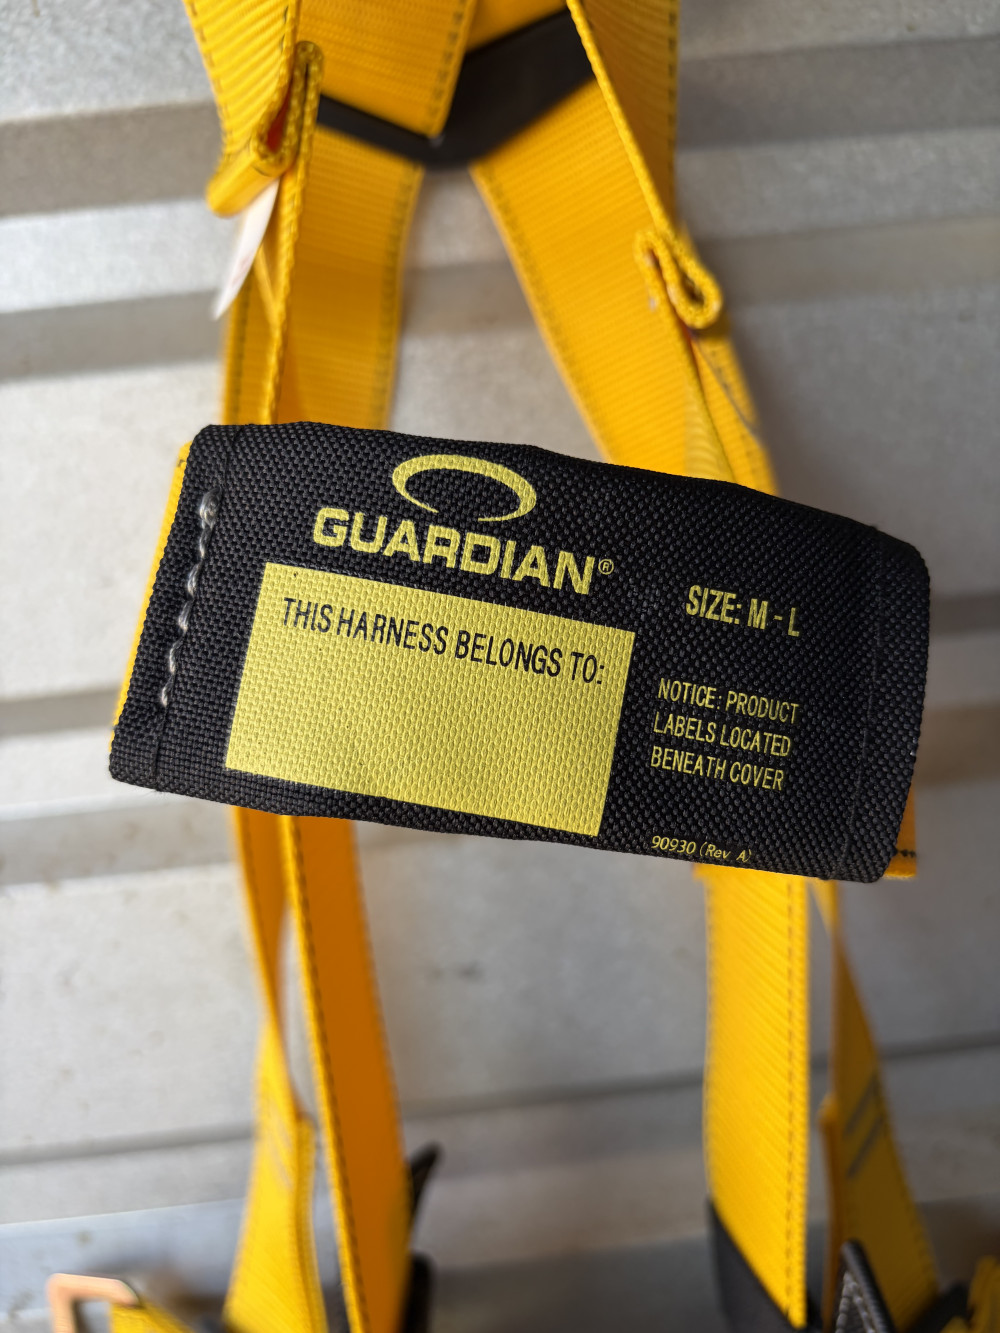 GUARDIAN®
THIS HARNESS BELONGS TO:
SIZE: M - L
NOTICE: PRODUCT
LABELS LOCATED
BENEATH COVER
90930 (Rev A)